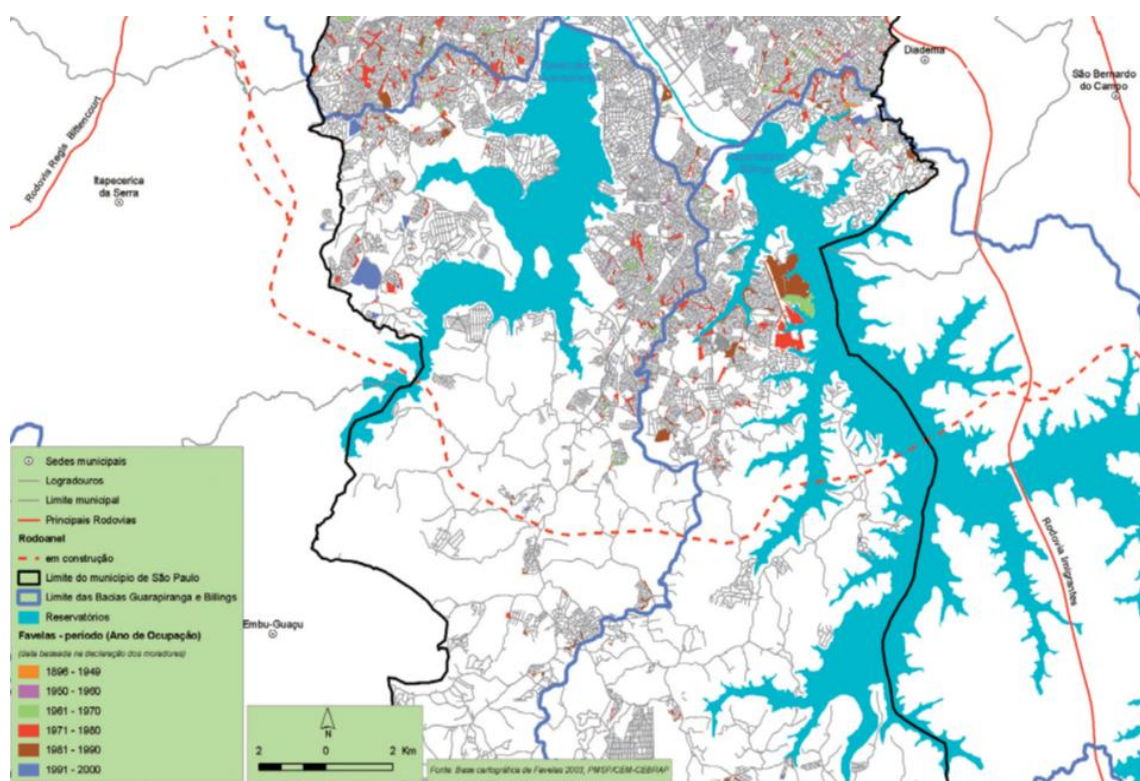 Diadema
São Bernardo
do Campo
Rodovia Regis Bittencourt
Itapecerica
da Serra
Rodovia Imigrantes
Embu-Guaçu
Sedes municipais
Logradouros
Limite municipal
Principais Rodovias
Rodoanel
em construção
Limite do município de São Paulo
Limite das Bacias Guarapiranga e Billings
Reservatórios
Favelas - período (Ano de Ocupação)
(data baseada na declaração dos moradores)
1896 - 1949
1950 - 1960
1961 - 1970
1971 - 1980
1981 - 1990
1991 - 2000
N
2 0 2 Km
Fonte: Base cartográfica de Favelas 2003, PMSP/CEM-CEBRAP